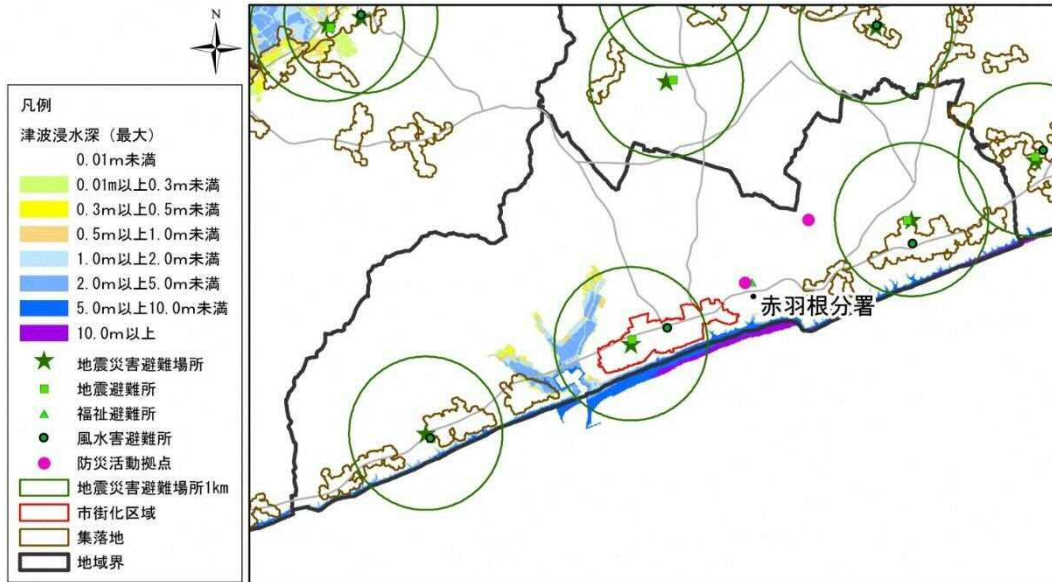 N
凡例
津波浸水深（最大）
0.01m未満
0.01m以上0.3m未満
0.3m以上0.5m未満
0.5m以上1.0m未満
1.0m以上2.0m未満
2.0m以上5.0m未満
5.0m以上10.0m未満
10.0m以上
地震災害避難場所
地震避難所
福祉避難所
風水害避難所
防災活動拠点
地震災害避難場所1km
市街化区域
集落地
地域界
赤羽根分署